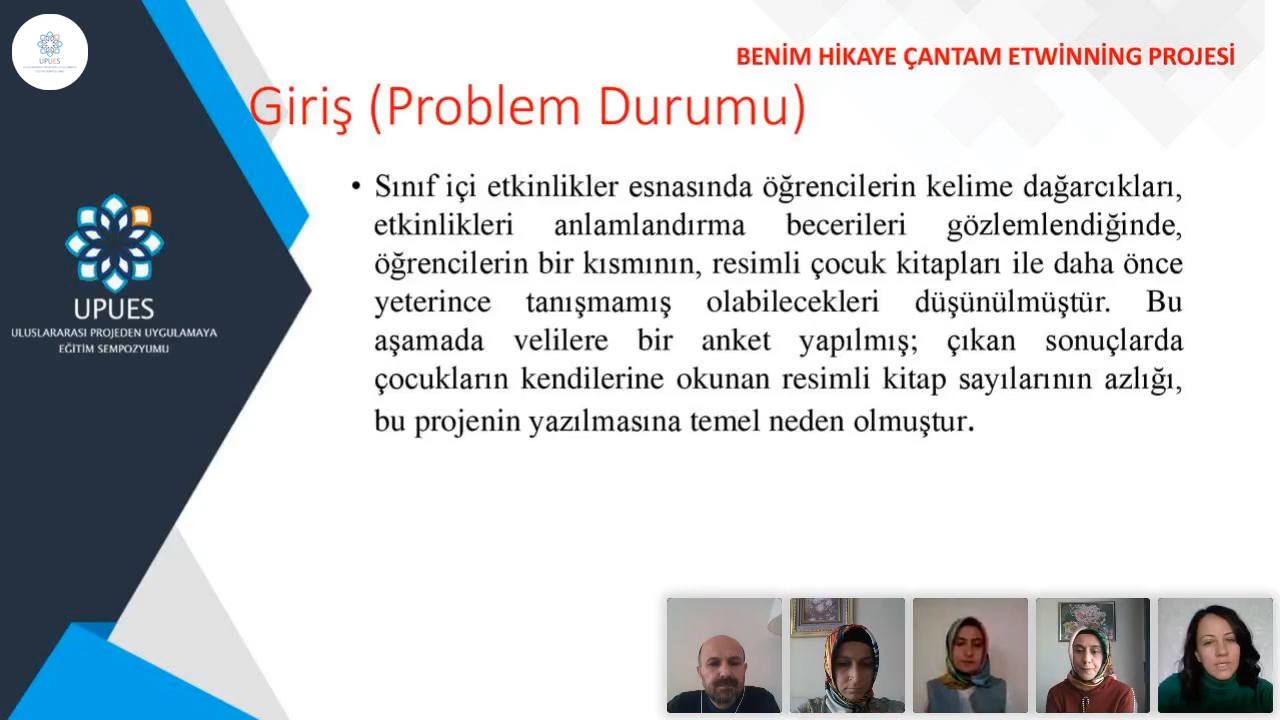 UPUES
BENİM HİKAYE ÇANTAM ETWİNNİNG PROJESİ
Giriş (Problem Durumu)
• Sınıf içi etkinlikler esnasında öğrencilerin kelime dağarcıkları,
etkinlikleri anlamlandırma becerileri gözlemlendiğinde,
öğrencilerin bir kısmının, resimli çocuk kitapları ile daha önce
yeterince tanışmamış olabilecekleri düşünülmüştür. Bu
aşamada velilere bir anket yapılmış; çıkan sonuçlarda
çocukların kendilerine okunan resimli kitap sayılarının azlığı,
bu projenin yazılmasına temel neden olmuştur.
UPUES
ULUSLARARASI PROJEDEN UYGULAMAYA
EĞİTİM SEMPOZYUMU